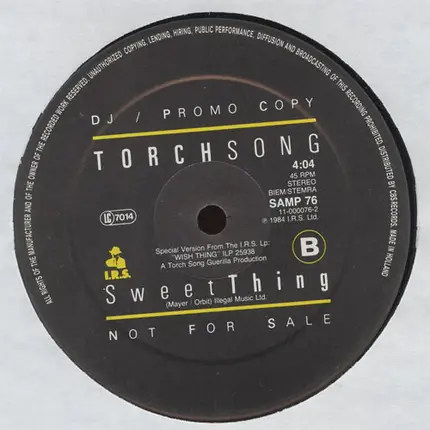 ALL RIGHTS OF THE MANUFACTURER AND OF THE OWNER OF THE RECORDED WORK RESERVED. UNAUTHORIZED COPYING, LENDING, HIRING, PUBLIC PERFORMANCE, DIFFUSION AND BROADCASTING OF THIS RECORDING PROHIBITED. DISTRIBUTED BY CBS-RECORDS. MADE IN HOLLAND
DJ / PROMO COPY
TORCHSONG
4:04
45 RPM
STEREO
BIEM/STEMRA
SAMP 76
11-000076-2
℗ 1984 I.R.S. Ltd.
LC 7014
I.R.S.
Special Version From The I.R.S. Lp:
"WISH THING" ILP 25938
A Torch Song Guerilla Production
B
SweetThing
(Mayer / Orbit) Illegal Music Ltd.
NOT FOR SALE